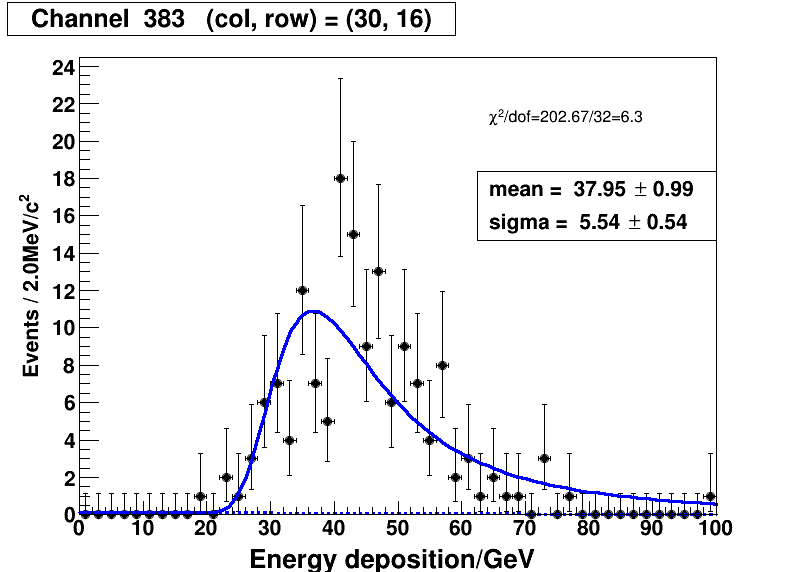 Channel 383 (col, row) = (30, 16)
χ²/dof=202.67/32=6.3
mean = 37.95 ± 0.99
sigma = 5.54 ± 0.54
Events / 2.0MeV/c²
24
22
20
18
16
14
12
10
8
6
4
2
0
0 10 20 30 40 50 60 70 80 90 100
Energy deposition/GeV